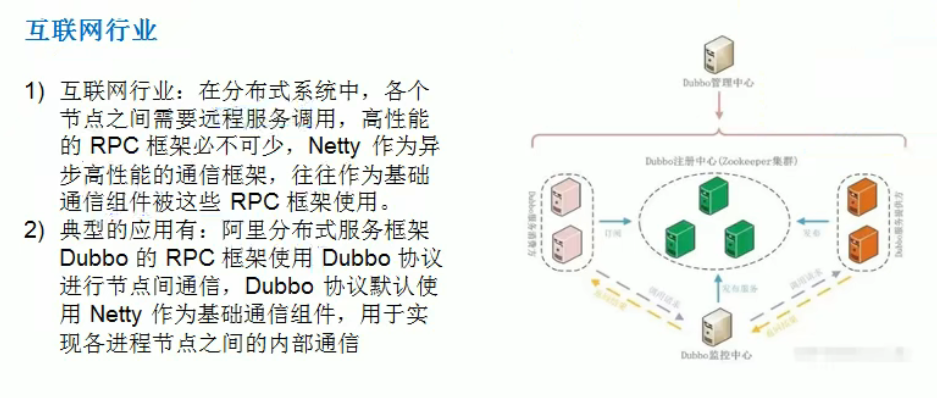 互联网行业
1) 互联网行业：在分布式系统中，各个
节点之间需要远程服务调用，高性能
的 RPC 框架必不可少，Netty 作为异
步高性能的通信框架，往往作为基础
通信组件被这些 RPC 框架使用。
2) 典型的应用有：阿里分布式服务框架
Dubbo 的 RPC 框架使用 Dubbo 协议
进行节点间通信，Dubbo 协议默认使
用 Netty 作为基础通信组件，用于实
现各进程节点之间的内部通信
Dubbo管理中心
Dubbo注册中心(Zookeeper集群)
Dubbo服务消费方
订阅
发布
Dubbo服务提供方
调用请求
返回结果
发布服务
调用请求
返回结果
Dubbo监控中心